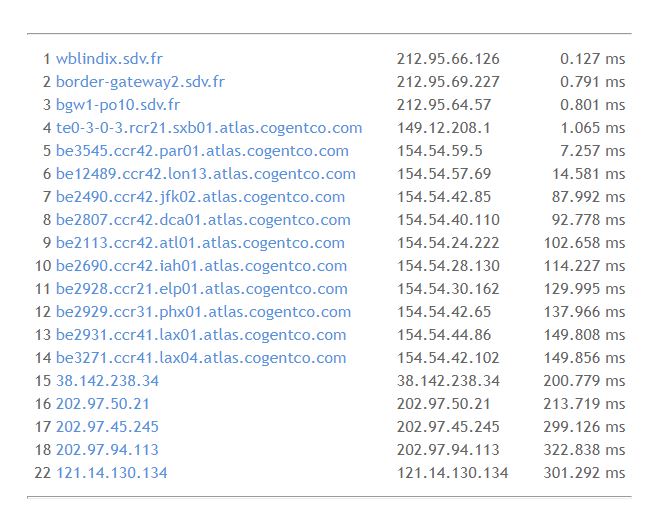 1 wblindix.sdv.fr 212.95.66.126 0.127 ms
2 border-gateway2.sdv.fr 212.95.69.227 0.791 ms
3 bgw1-po10.sdv.fr 212.95.64.57 0.801 ms
4 te0-3-0-3.rcr21.sxb01.atlas.cogentco.com 149.12.208.1 1.065 ms
5 be3545.ccr42.par01.atlas.cogentco.com 154.54.59.5 7.257 ms
6 be12489.ccr42.lon13.atlas.cogentco.com 154.54.57.69 14.581 ms
7 be2490.ccr42.jfk02.atlas.cogentco.com 154.54.42.85 87.992 ms
8 be2807.ccr42.dca01.atlas.cogentco.com 154.54.40.110 92.778 ms
9 be2113.ccr42.atl01.atlas.cogentco.com 154.54.24.222 102.658 ms
10 be2690.ccr42.iah01.atlas.cogentco.com 154.54.28.130 114.227 ms
11 be2928.ccr21.elp01.atlas.cogentco.com 154.54.30.162 129.995 ms
12 be2929.ccr31.phx01.atlas.cogentco.com 154.54.42.65 137.966 ms
13 be2931.ccr41.lax01.atlas.cogentco.com 154.54.44.86 149.808 ms
14 be3271.ccr41.lax04.atlas.cogentco.com 154.54.42.102 149.856 ms
15 38.142.238.34 38.142.238.34 200.779 ms
16 202.97.50.21 202.97.50.21 213.719 ms
17 202.97.45.245 202.97.45.245 299.126 ms
18 202.97.94.113 202.97.94.113 322.838 ms
22 121.14.130.134 121.14.130.134 301.292 ms